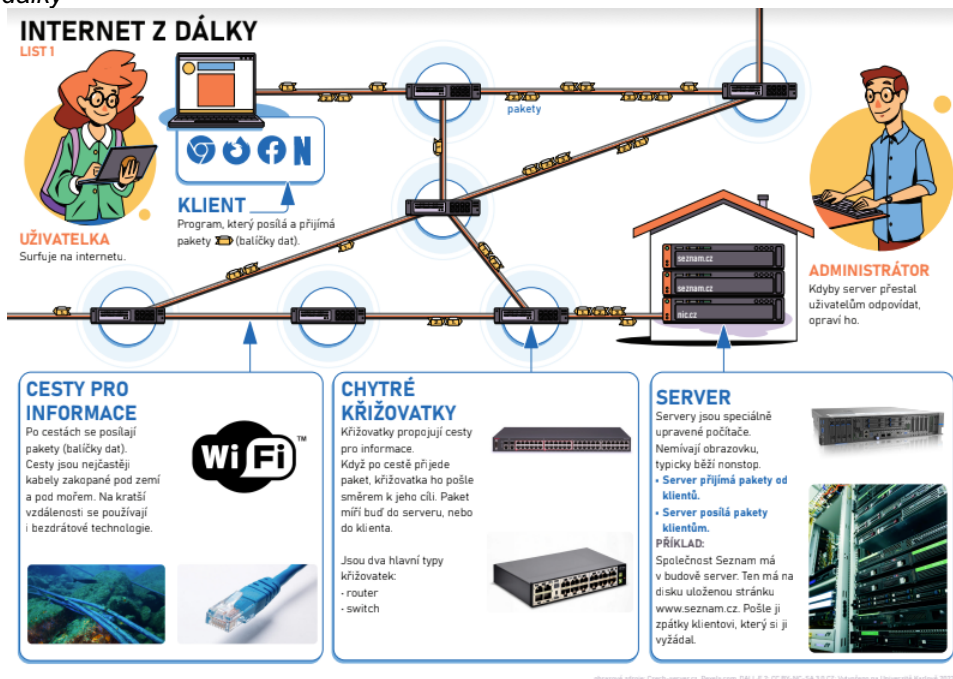 dálky
INTERNET Z DÁLKY
LIST 1
pakety
KLIENT
Program, který posílá a přijímá
pakety (balíčky dat).
UŽIVATELKA
Surfuje na internetu.
seznam.cz
seznam.cz
nic.cz
ADMINISTRÁTOR
Kdyby server přestal
uživatelům odpovídat,
opraví ho.
CESTY PRO
INFORMACE
Po cestách se posílají
pakety (balíčky dat).
Cesty jsou nejčastěji
kabely zakopané pod zemí
a pod mořem. Na kratší
vzdálenosti se používají
i bezdrátové technologie.
Wi Fi™
CHYTRÉ
KŘIŽOVATKY
Křižovatky propojují cesty
pro informace.
Když po cestě přijede
paket, křižovatka ho pošle
směrem k jeho cíli. Paket
míří buď do serveru, nebo
do klienta.
Jsou dva hlavní typy
křižovatek:
- router
- switch
SERVER
Servery jsou speciálně
upravené počítače.
Nemívají obrazovku,
typicky běží nonstop.
• Server přijímá pakety od
klientů.
• Server posílá pakety
klientům.
PŘÍKLAD:
Společnost Seznam má
v budově server. Ten má na
disku uloženou stránku
www.seznam.cz. Pošle ji
zpátky klientovi, který si ji
vyžádal.